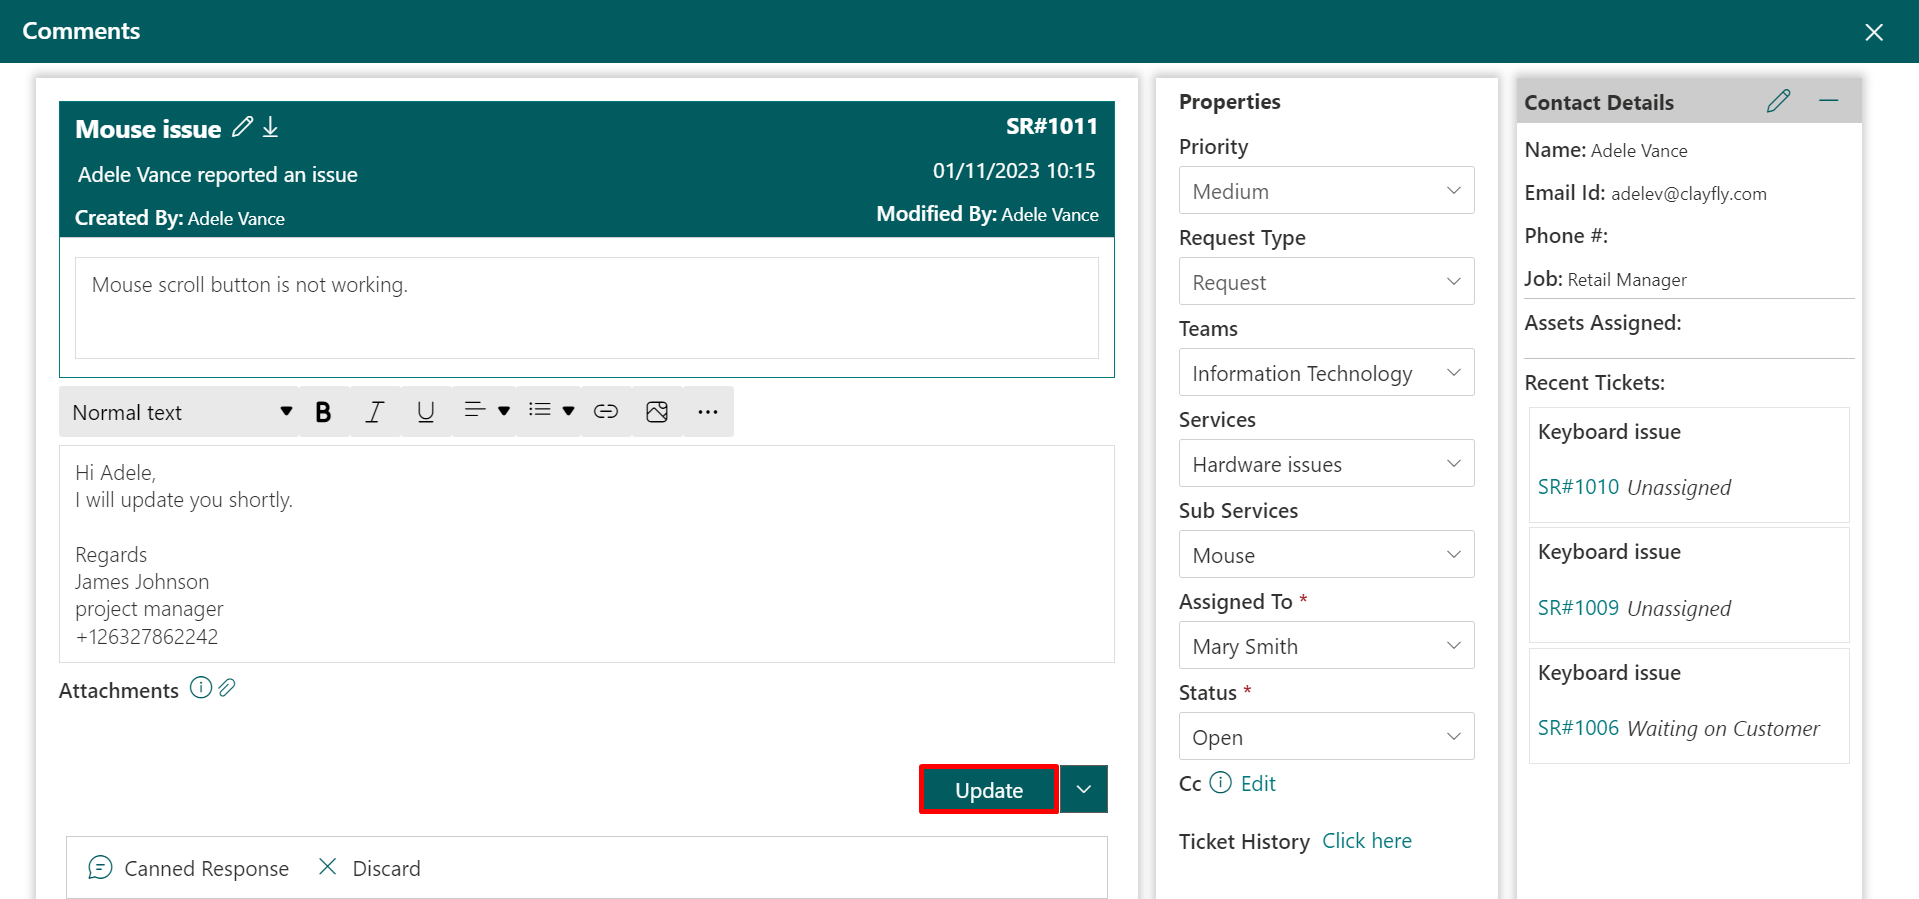 Comments
Mouse issue
SR#1011
Adele Vance reported an issue
01/11/2023 10:15
Created By: Adele Vance
Modified By: Adele Vance
Mouse scroll button is not working.
Normal text
B I U
Hi Adele,
I will update you shortly.
Regards
James Johnson
project manager
+126327862242
Attachments
Update
Canned Response
Discard
Properties
Priority
Medium
Request Type
Request
Teams
Information Technology
Services
Hardware issues
Sub Services
Mouse
Assigned To *
Mary Smith
Status *
Open
Cc Edit
Ticket History Click here
Contact Details
Name: Adele Vance
Email Id: adelev@clayfly.com
Phone #:
Job: Retail Manager
Assets Assigned:
Recent Tickets:
Keyboard issue
SR#1010 Unassigned
Keyboard issue
SR#1009 Unassigned
Keyboard issue
SR#1006 Waiting on Customer